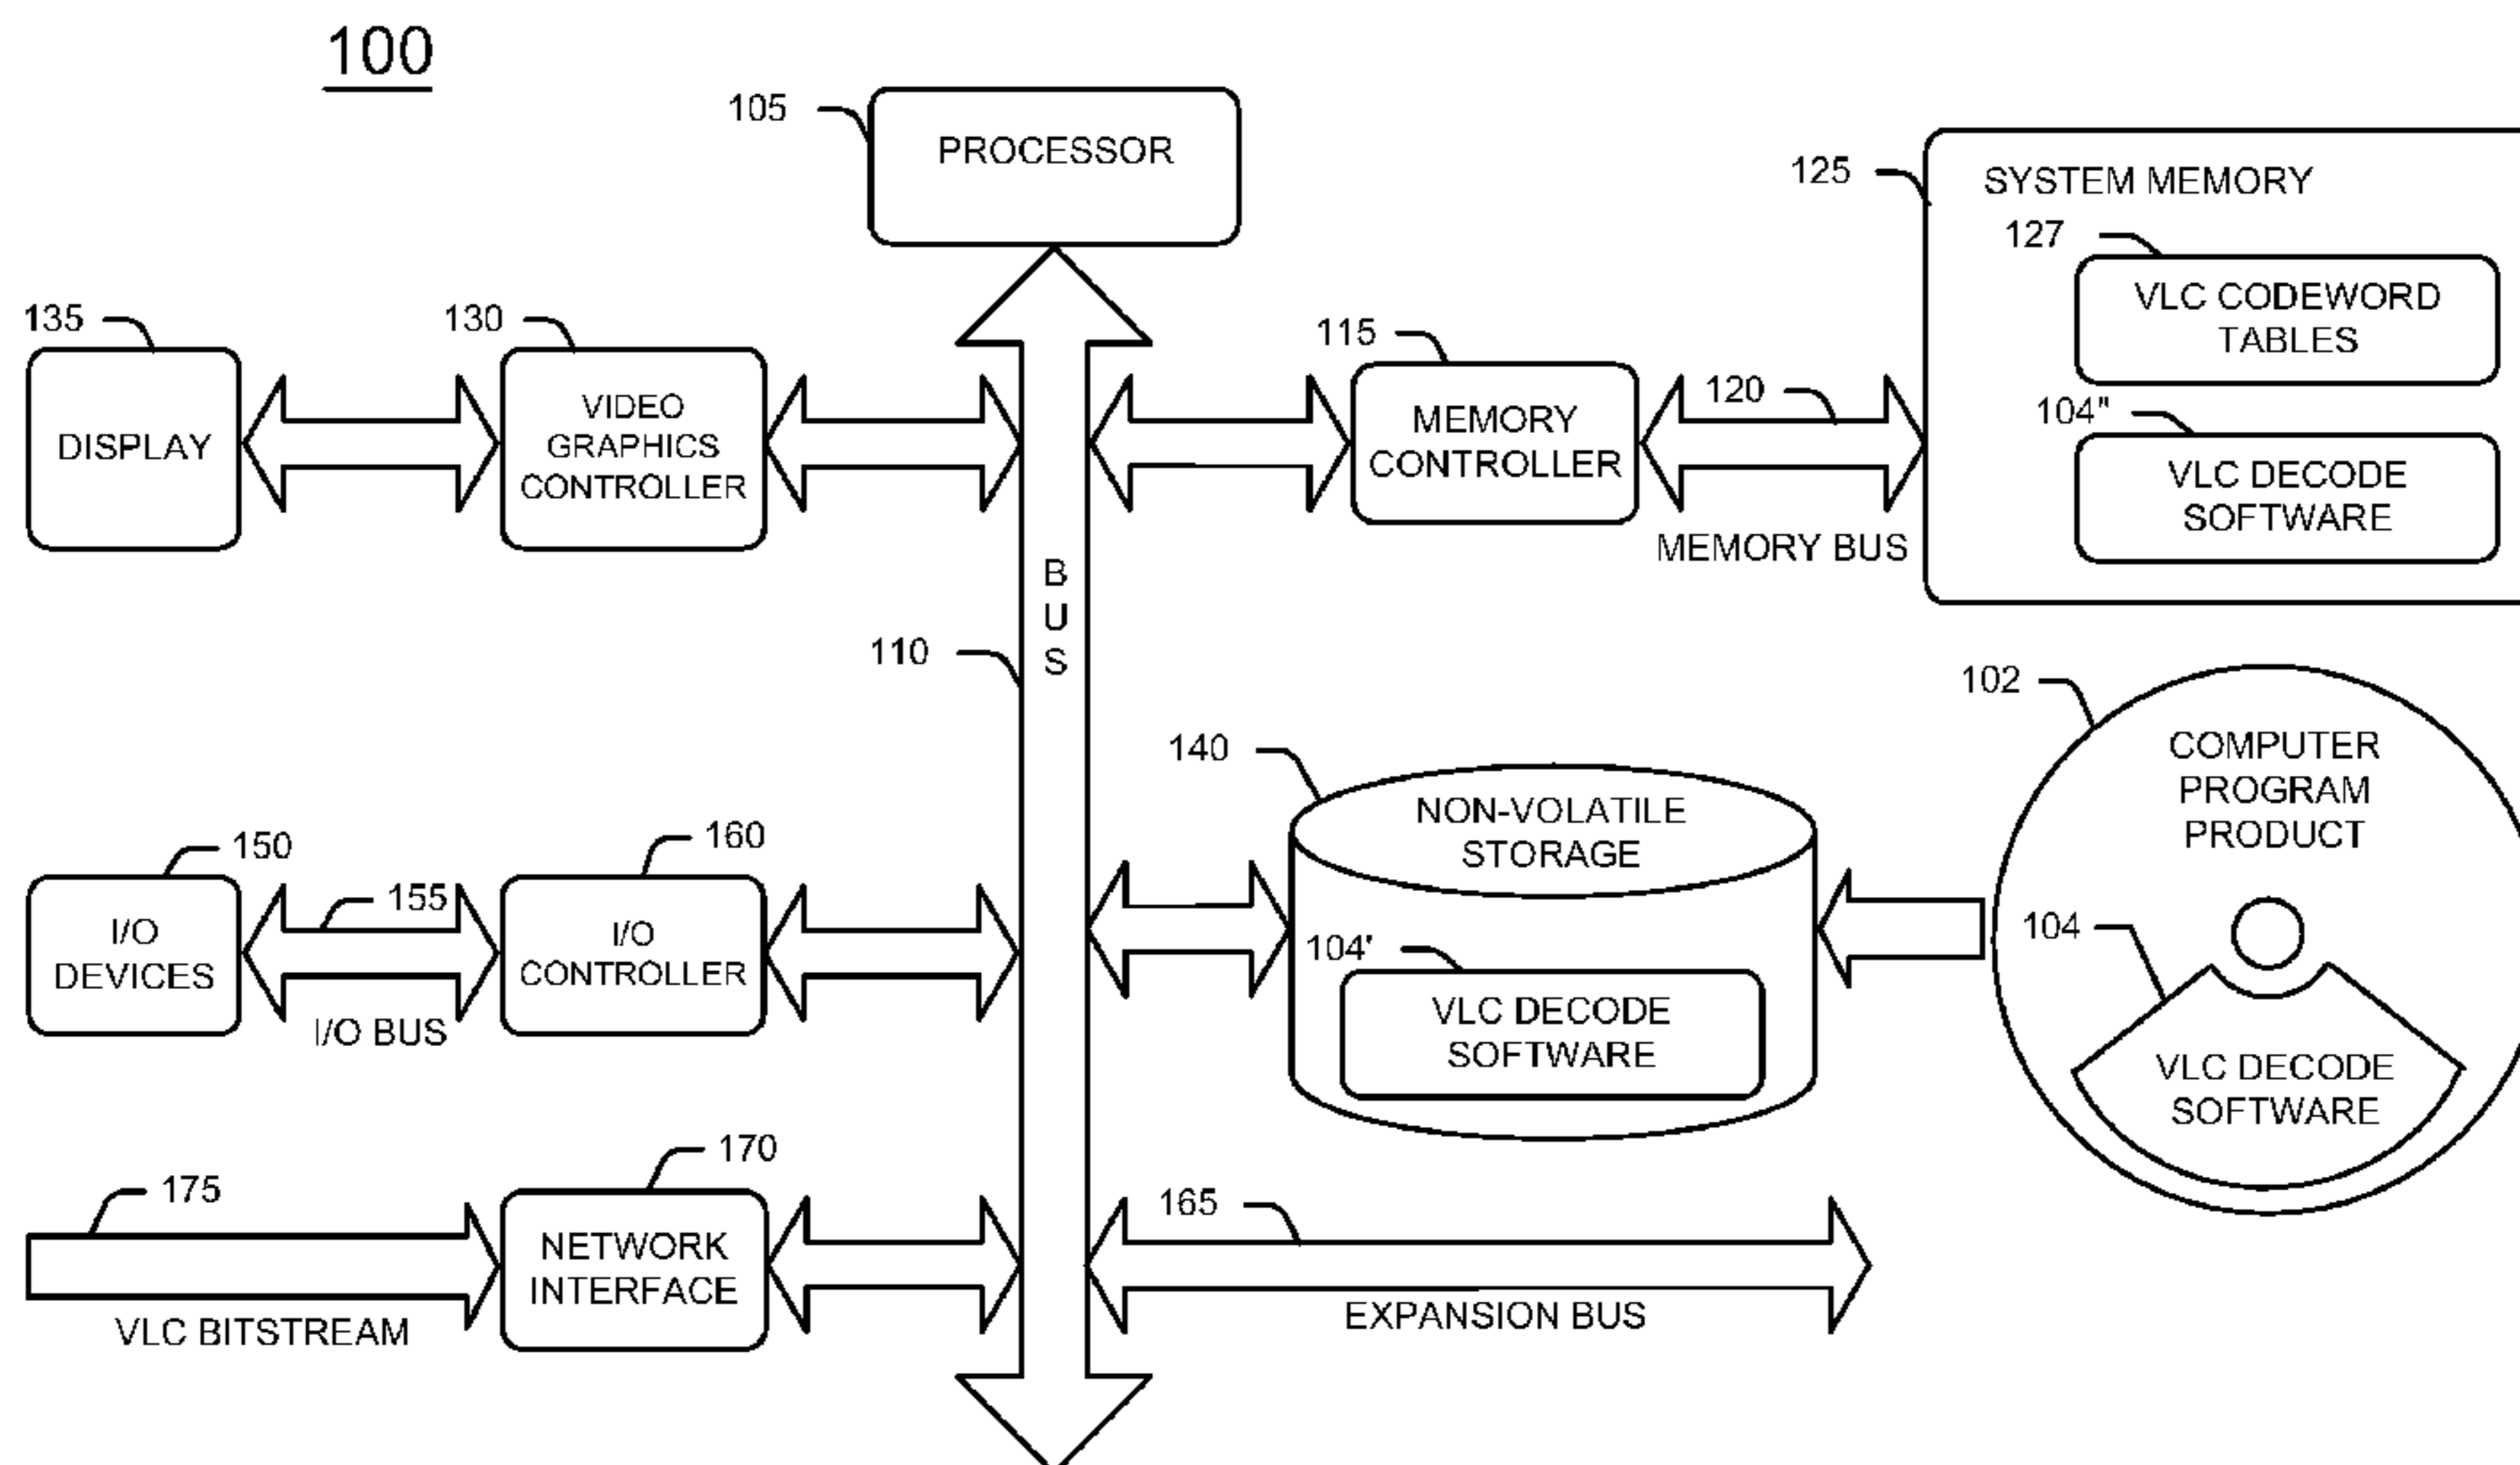 100
105
PROCESSOR
125
SYSTEM MEMORY
127
VLC CODEWORD
TABLES
104"
VLC DECODE
SOFTWARE
135
DISPLAY
130
VIDEO
GRAPHICS
CONTROLLER
115
MEMORY
CONTROLLER
120
MEMORY BUS
BUS
110
102
COMPUTER
PROGRAM
PRODUCT
104
VLC DECODE
SOFTWARE
140
NON-VOLATILE
STORAGE
104'
VLC DECODE
SOFTWARE
150
I/O
DEVICES
155
I/O BUS
160
I/O
CONTROLLER
175
VLC BITSTREAM
170
NETWORK
INTERFACE
165
EXPANSION BUS